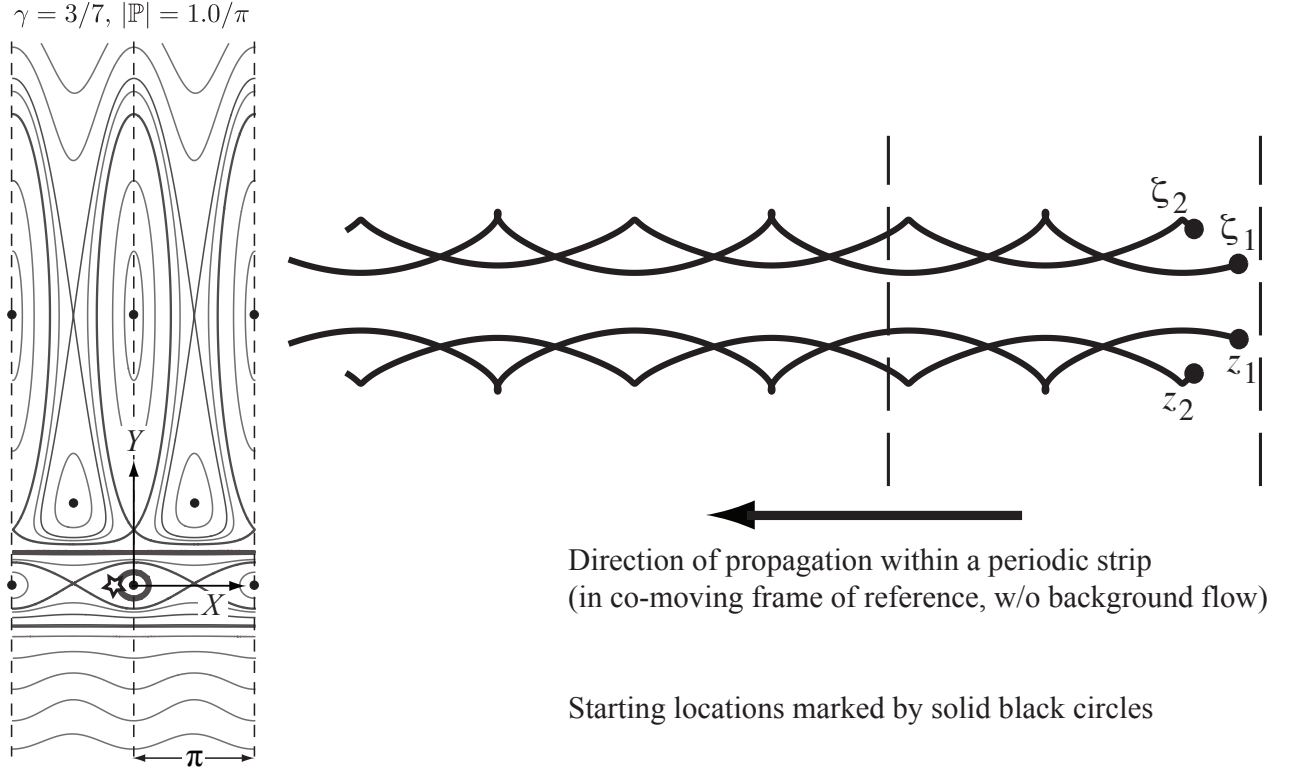 γ = 3/7, |ℙ| = 1.0/π
Y
X
π
ζ₂
ζ₁
z₁
z₂
Direction of propagation within a periodic strip
(in co-moving frame of reference, w/o background flow)
Starting locations marked by solid black circles